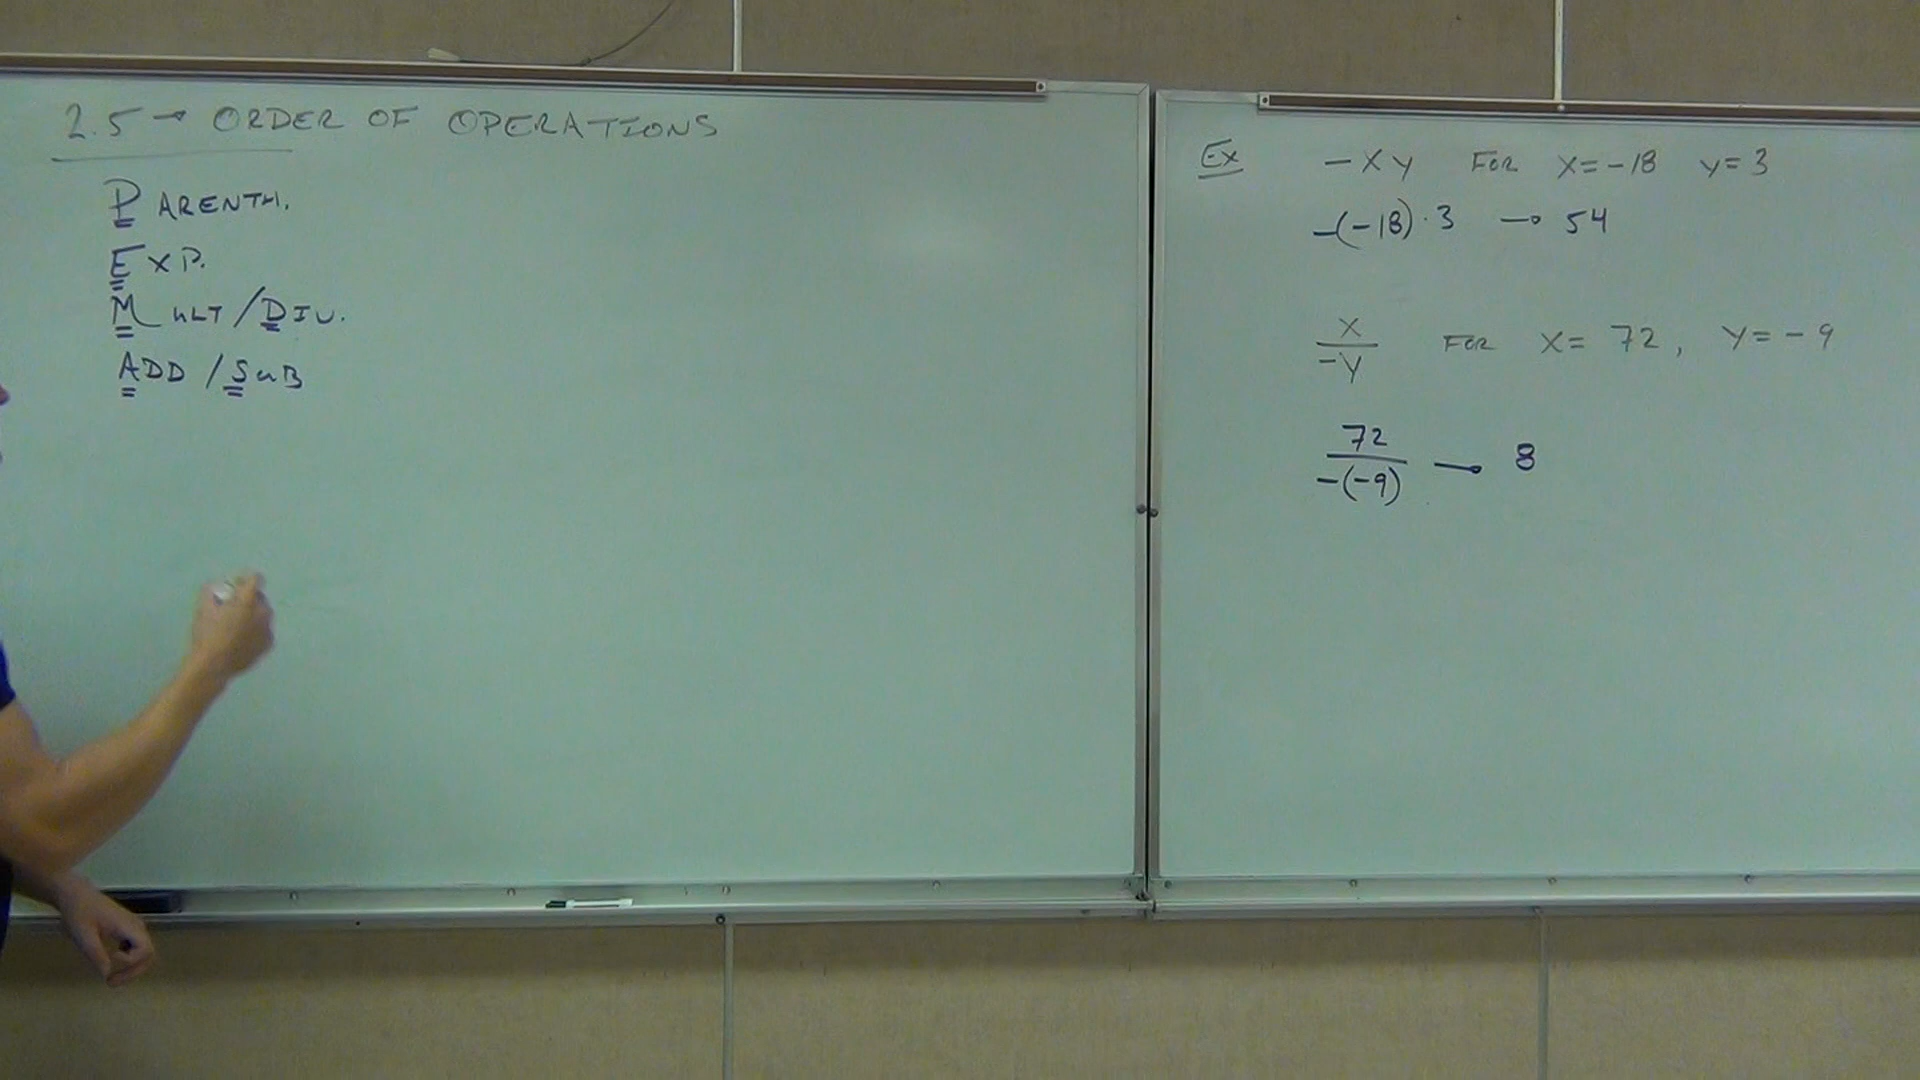 2.5 → ORDER OF OPERATIONS
PARENTH.
EXP.
MULT/DIV.
ADD/SUB
Ex -XY FOR X=-18 Y=3
-(-18)·3 → 54
X/-Y FOR X= 72, Y=-9
72/-(-9) → 8